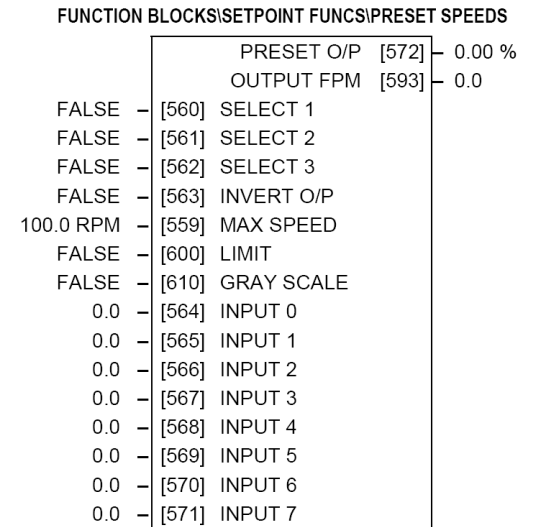 FUNCTION BLOCKS\SETPOINT FUNCS\PRESET SPEEDS
PRESET O/P [572] – 0.00 %
OUTPUT FPM [593] – 0.0
FALSE – [560] SELECT 1
FALSE – [561] SELECT 2
FALSE – [562] SELECT 3
FALSE – [563] INVERT O/P
100.0 RPM – [559] MAX SPEED
FALSE – [600] LIMIT
FALSE – [610] GRAY SCALE
0.0 – [564] INPUT 0
0.0 – [565] INPUT 1
0.0 – [566] INPUT 2
0.0 – [567] INPUT 3
0.0 – [568] INPUT 4
0.0 – [569] INPUT 5
0.0 – [570] INPUT 6
0.0 – [571] INPUT 7